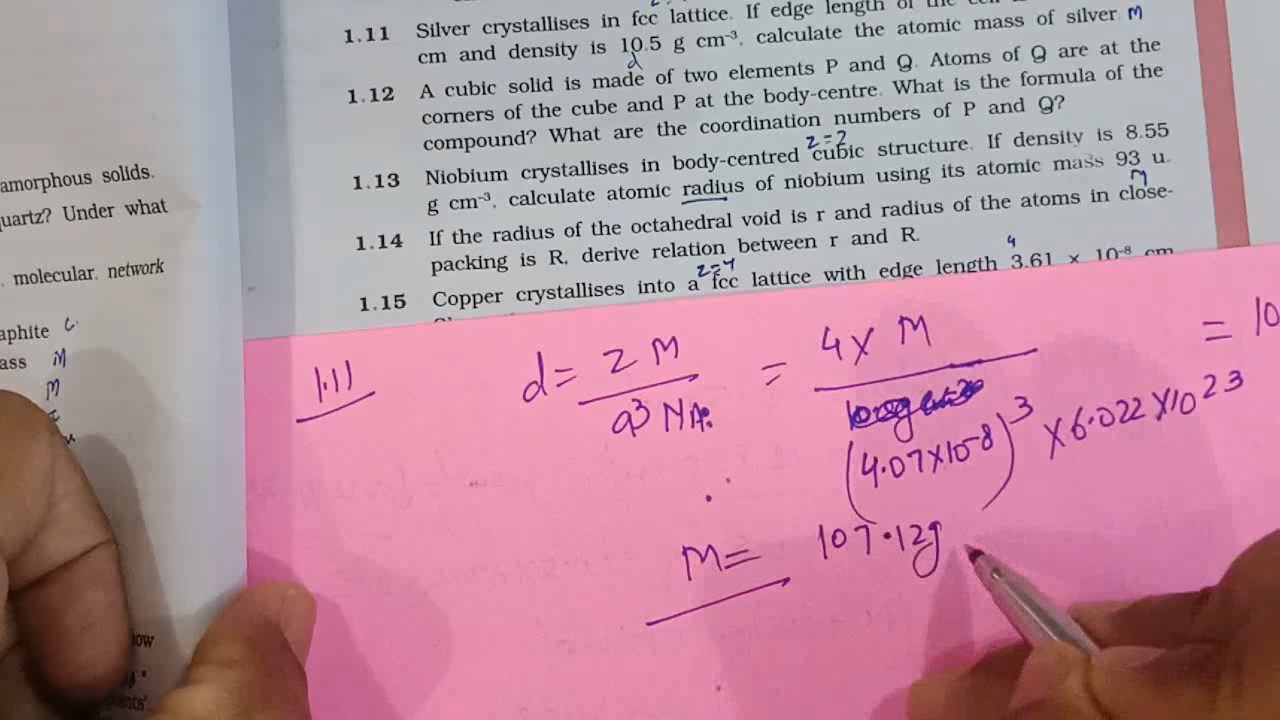 amorphous solids.
quartz? Under what
molecular, network
aphite
ass M
M
now
1.11 Silver crystallises in fcc lattice. If edge length of the cell
cm and density is 10.5 g cm⁻³, calculate the atomic mass of silver. M
d
1.12 A cubic solid is made of two elements P and Q. Atoms of Q are at the
corners of the cube and P at the body-centre. What is the formula of the
compound? What are the coordination numbers of P and Q?
z=2
1.13 Niobium crystallises in body-centred cubic structure. If density is 8.55
g cm⁻³, calculate atomic radius of niobium using its atomic mass 93 u.
M
1.14 If the radius of the octahedral void is r and radius of the atoms in close-
packing is R, derive relation between r and R.
z=4
1.15 Copper crystallises into a fcc lattice with edge length 3.61 × 10⁻⁸ cm
1.11 d = Z M / a³ NA. = 4 × M / (4.07×10⁻⁸)³ × 6.022 × 10²³ = 10
∴
M = 107.12g